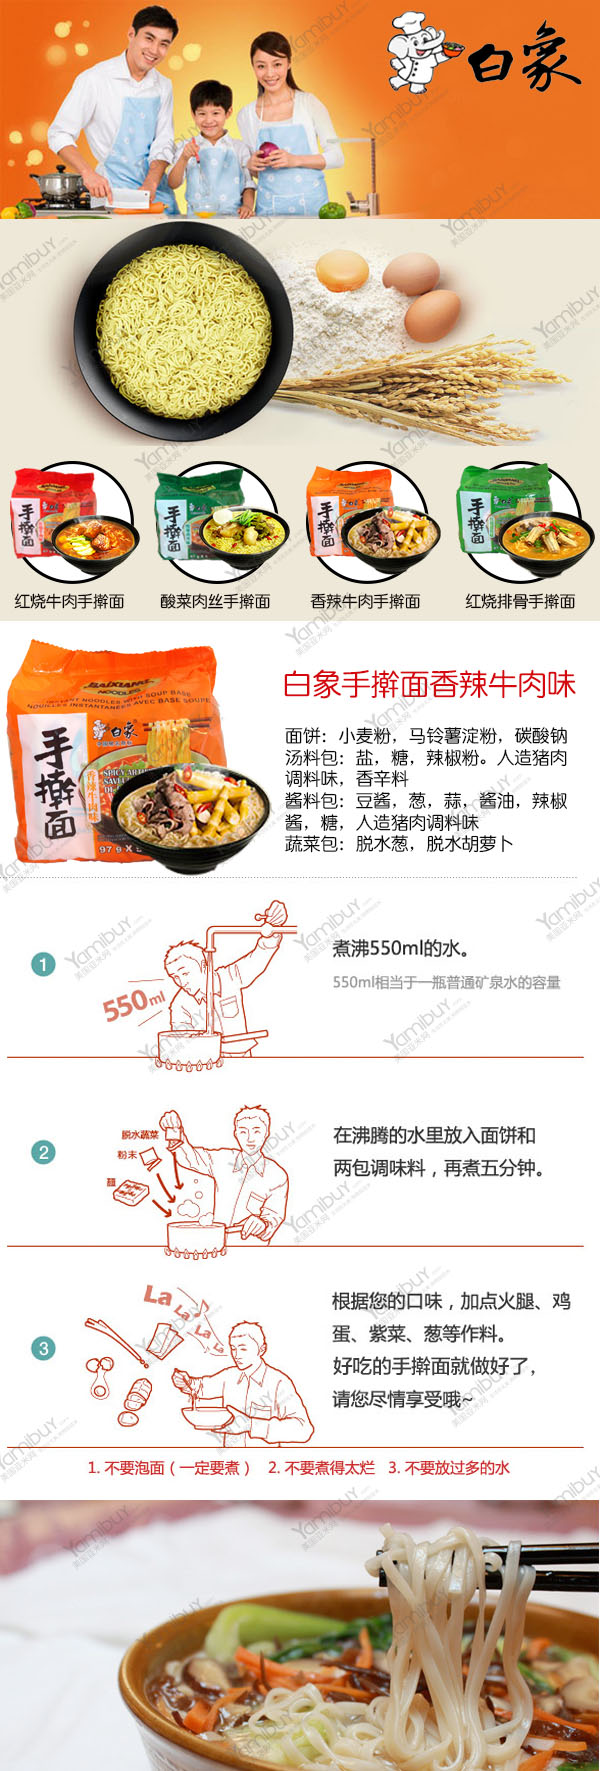 白象
红烧牛肉手擀面
酸菜肉丝手擀面
香辣牛肉手擀面
红烧排骨手擀面
BAIXIANG
NOODLES
INSTANT NOODLES WITH SOUP BASE
NOUILLES INSTANTANEES AVEC BASE SOUPE
白象
手擀面
香辣牛肉味
白象手擀面香辣牛肉味
面饼：小麦粉，马铃薯淀粉，碳酸钠
汤料包：盐，糖，辣椒粉。人造猪肉
调料味，香辛料
酱料包：豆酱，葱，蒜，酱油，辣椒
酱，糖，人造猪肉调料味
蔬菜包：脱水葱，脱水胡萝卜
1
550ml
煮沸550ml的水。
550ml相当于一瓶普通矿泉水的容量
2
脱水蔬菜
粉末
醬
在沸腾的水里放入面饼和
两包调味料，再煮五分钟。
3
La
La
La
La
根据您的口味，加点火腿、鸡
蛋、紫菜、葱等作料。
好吃的手擀面就做好了，
请您尽情享受哦~
1. 不要泡面（一定要煮） 2. 不要煮得太烂 3. 不要放过多的水
Yamibuy.com
美国亚米网